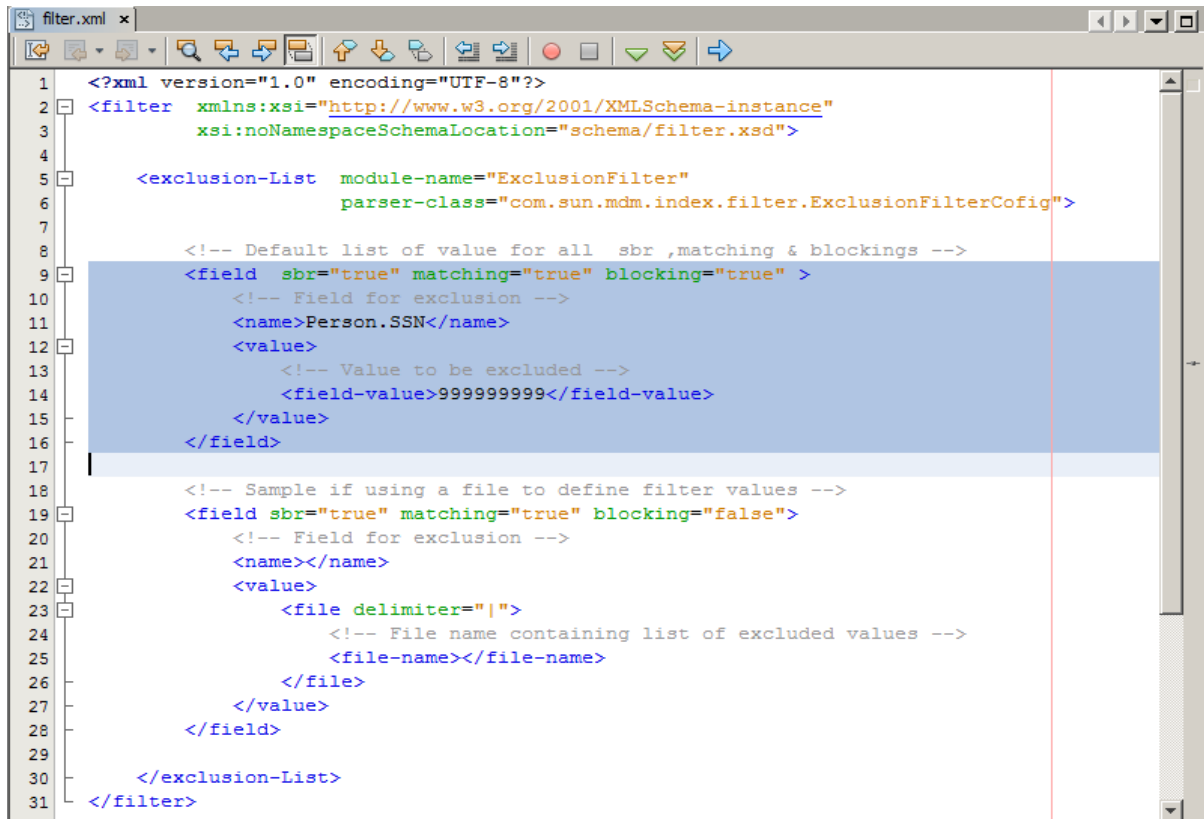 filter.xml x
1 <?xml version="1.0" encoding="UTF-8"?>
2 <filter  xmlns:xsi="http://www.w3.org/2001/XMLSchema-instance"
3          xsi:noNamespaceSchemaLocation="schema/filter.xsd">
4
5     <exclusion-List  module-name="ExclusionFilter"
6                      parser-class="com.sun.mdm.index.filter.ExclusionFilterCofig">
7
8         <!-- Default list of value for all  sbr ,matching & blockings -->
9         <field  sbr="true" matching="true" blocking="true" >
10             <!-- Field for exclusion -->
11             <name>Person.SSN</name>
12             <value>
13                 <!-- Value to be excluded -->
14                 <field-value>999999999</field-value>
15             </value>
16         </field>
17
18         <!-- Sample if using a file to define filter values -->
19         <field sbr="true" matching="true" blocking="false">
20             <!-- Field for exclusion -->
21             <name></name>
22             <value>
23                 <file delimiter="|">
24                     <!-- File name containing list of excluded values -->
25                     <file-name></file-name>
26                 </file>
27             </value>
28         </field>
29
30     </exclusion-List>
31 </filter>